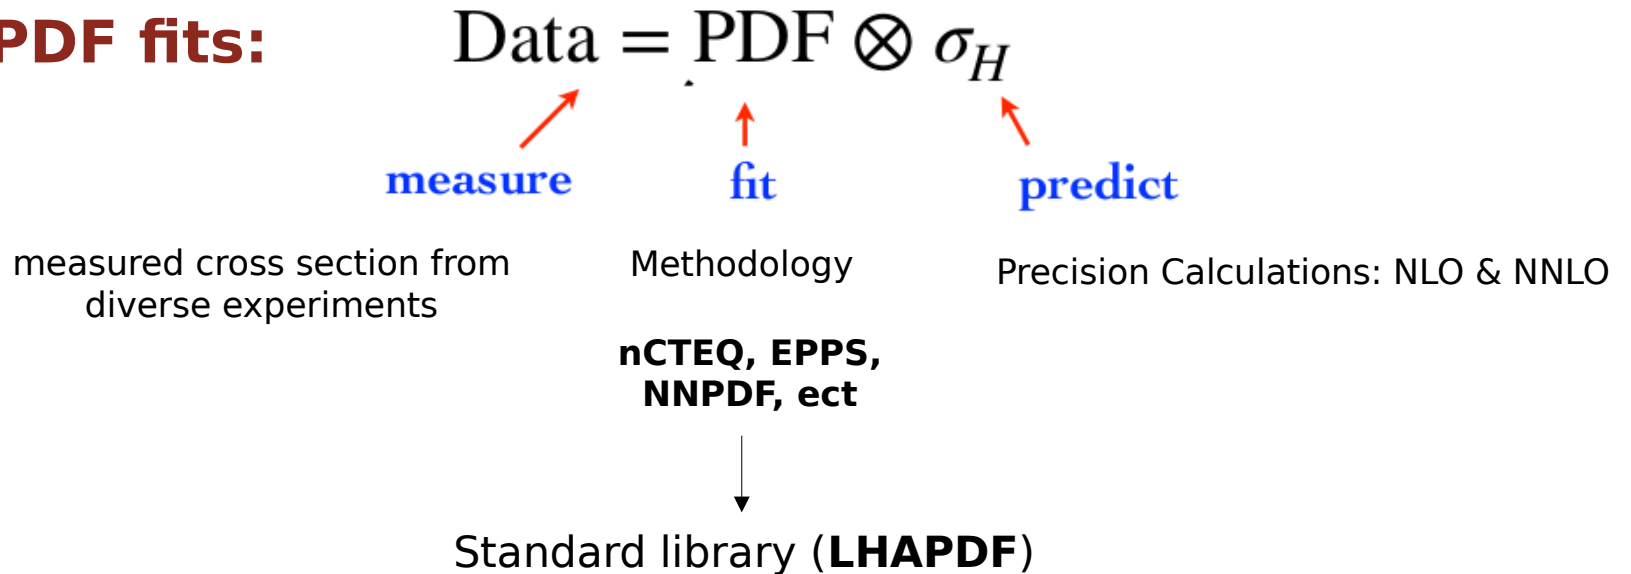 PDF fits:
Data = PDF ⊗ σ_H
measure
fit
predict
measured cross section from
diverse experiments
Methodology
Precision Calculations: NLO & NNLO
nCTEQ, EPPS,
NNPDF, ect
Standard library (LHAPDF)